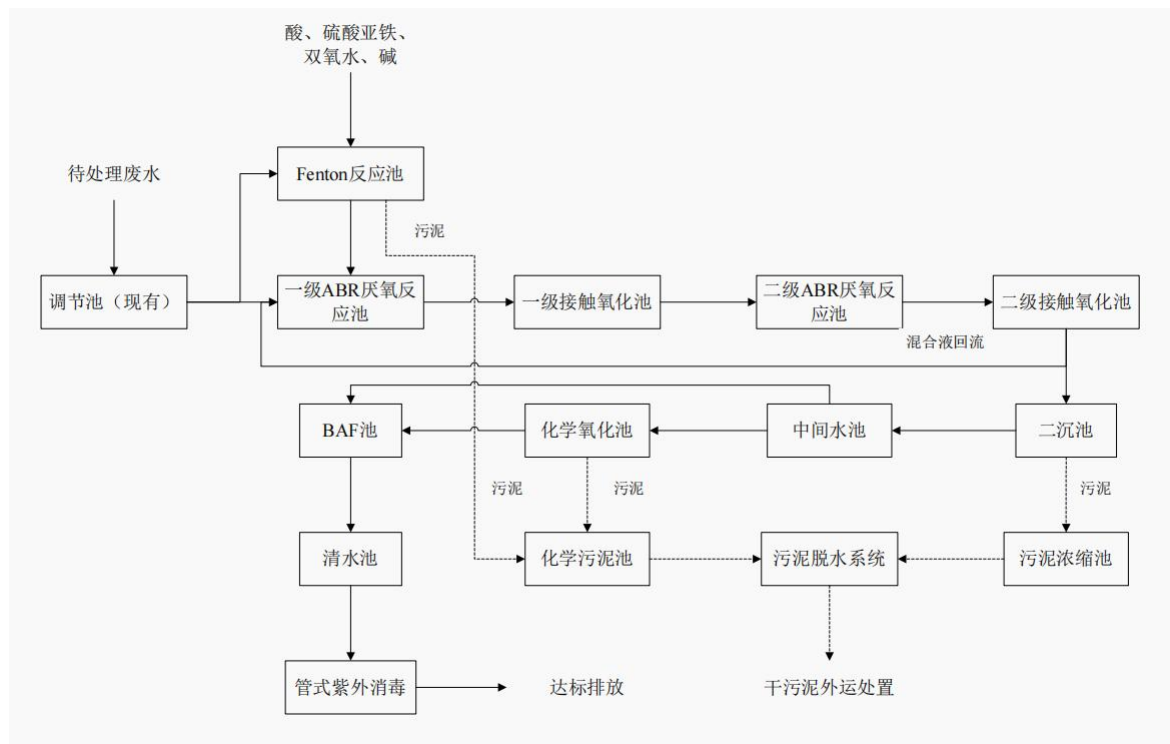 酸、硫酸亚铁、
双氧水、碱
待处理废水
Fenton反应池
污泥
调节池（现有）
一级ABR厌氧反
应池
一级接触氧化池
二级ABR厌氧反
应池
二级接触氧化池
混合液回流
BAF池
化学氧化池
中间水池
二沉池
污泥
污泥
污泥
清水池
化学污泥池
污泥脱水系统
污泥浓缩池
管式紫外消毒
达标排放
干污泥外运处置